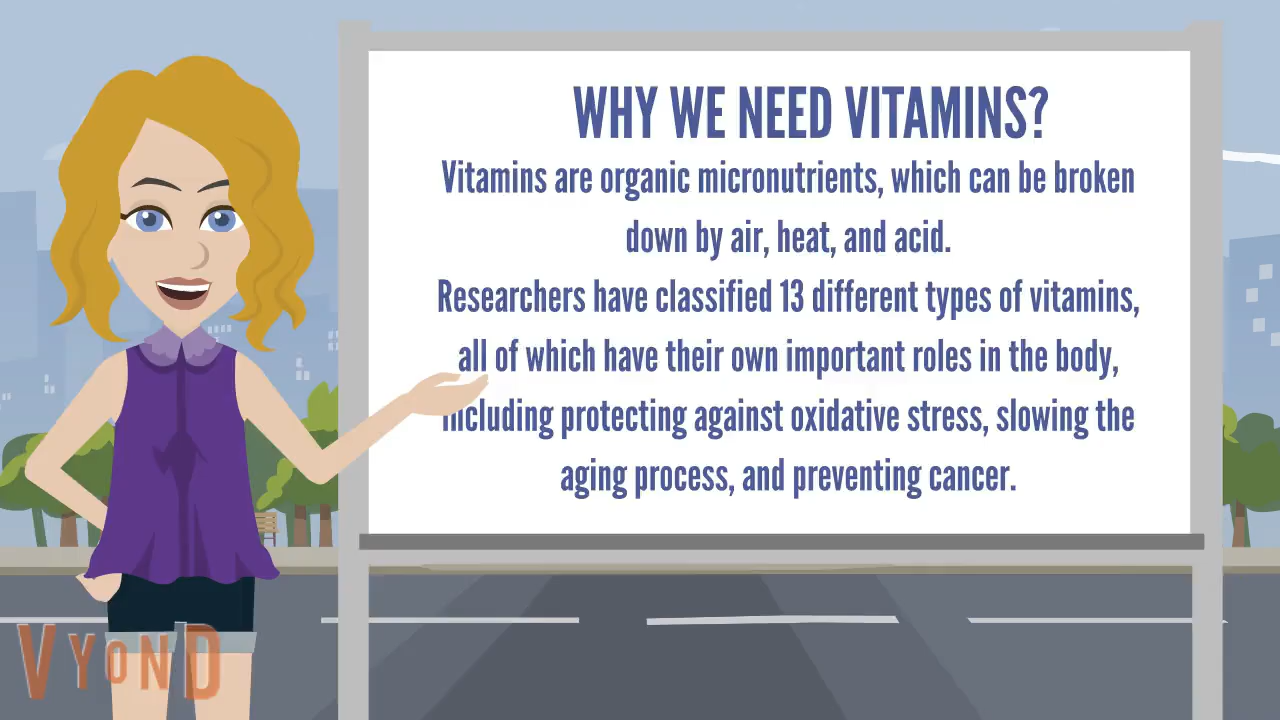 WHY WE NEED VITAMINS?
Vitamins are organic micronutrients, which can be broken
down by air, heat, and acid.
Researchers have classified 13 different types of vitamins,
all of which have their own important roles in the body,
including protecting against oxidative stress, slowing the
aging process, and preventing cancer.
VYOND